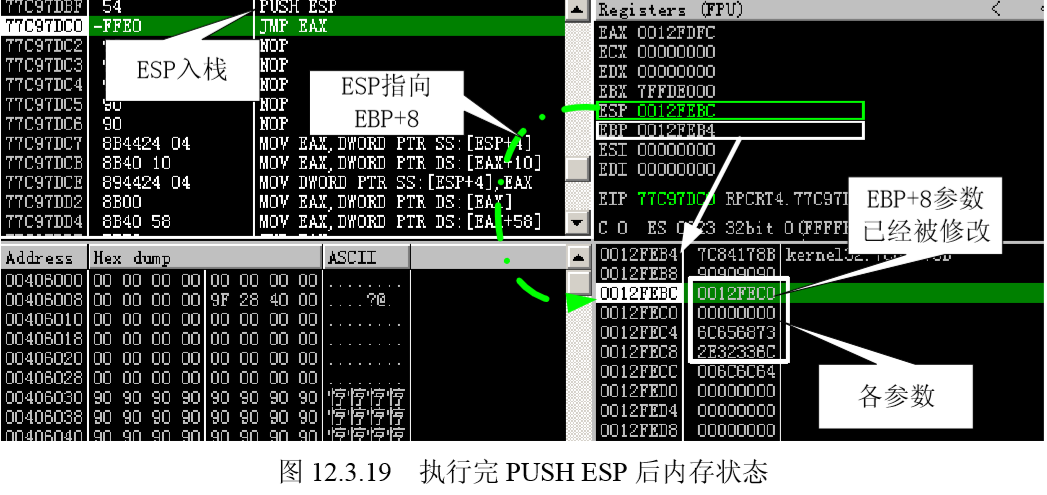 77C97DBF 54 PUSH ESP
77C97DC0 -FFE0 JMP EAX
77C97DC2 NOP
77C97DC3 NOP
77C97DC4 NOP
77C97DC5 90 NOP
77C97DC6 90 NOP
77C97DC7 8B4424 04 MOV EAX,DWORD PTR SS:[ESP+4]
77C97DCB 8B40 10 MOV EAX,DWORD PTR DS:[EAX+10]
77C97DCE 894424 04 MOV DWORD PTR SS:[ESP+4],EAX
77C97DD2 8B00 MOV EAX,DWORD PTR DS:[EAX]
77C97DD4 8B40 58 MOV EAX,DWORD PTR DS:[EAX+58]
ESP入栈
ESP指向
EBP+8
Registers (FPU) <
EAX 0012FDFC
ECX 00000000
EDX 00000000
EBX 7FFDE000
ESP 0012FEBC
EBP 0012FEB4
ESI 00000000
EDI 00000000
EIP 77C97DC0 RPCRT4.77C97D
C 0 ES 0023 32bit 0(FFFFF
EBP+8参数
已经被修改
Address Hex dump ASCII
00406000 00 00 00 00 00 00 00 00 ........
00406008 00 00 00 00 9F 28 40 00 ....?@.
00406010 00 00 00 00 00 00 00 00 ........
00406018 00 00 00 00 00 00 00 00 ........
00406020 00 00 00 00 00 00 00 00 ........
00406028 00 00 00 00 00 00 00 00 ........
00406030 90 90 90 90 90 90 90 90
00406038 90 90 90 90 90 90 90 90
00406040 90 90 90 90 90 90 90 90
0012FEB4 7C84178B kernel32.
0012FEB8 90909090
0012FEBC 0012FEC0
0012FEC0 00000000
0012FEC4 6C656873
0012FEC8 2E32336C
0012FECC 006C6C64
0012FED0 00000000
0012FED4 00000000
0012FED8 00000000
各参数
图 12.3.19 执行完 PUSH ESP 后内存状态